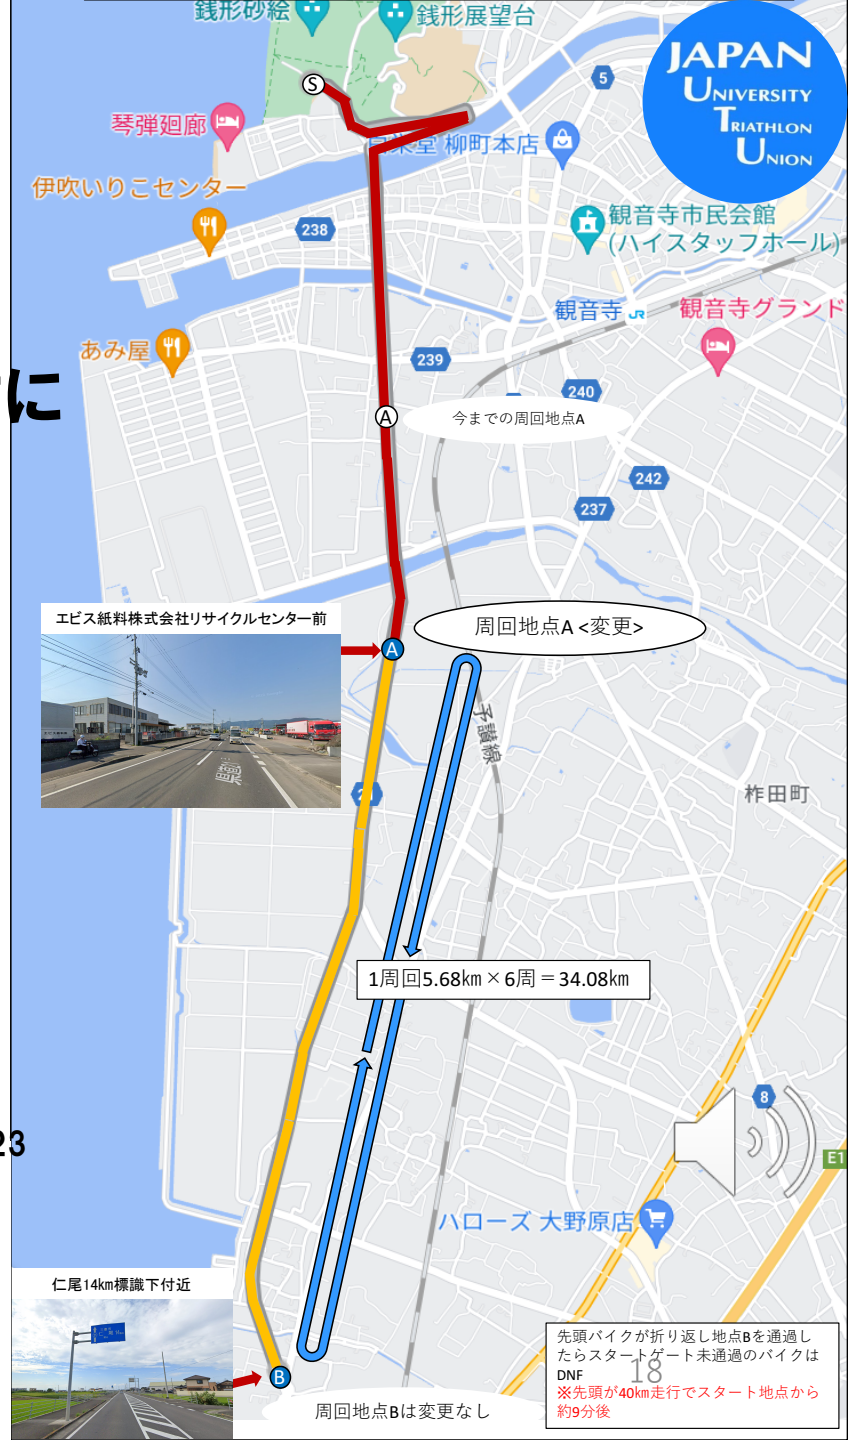 銭形砂絵
銭形展望台
JAPAN
UNIVERSITY
TRIATHLON
UNION
S
5
琴弾廻廊
柳町本店
伊吹いりこセンター
238
観音寺市民会館
(ハイスタッフホール)
観音寺 JR
観音寺グランド
あみ屋
239
に
240
A
今までの周回地点A
242
237
エビス紙料株式会社リサイクルセンター前
周回地点A <変更>
A
予讃線
県道21
21
柞田町
1周回5.68㎞×6周＝34.08㎞
8
23
E1
ハローズ 大野原店
仁尾14㎞標識下付近
B
周回地点Bは変更なし
先頭バイクが折り返し地点Bを通過し
たらスタートゲート未通過のバイクは
DNF
18
※先頭が40㎞走行でスタート地点から
約9分後